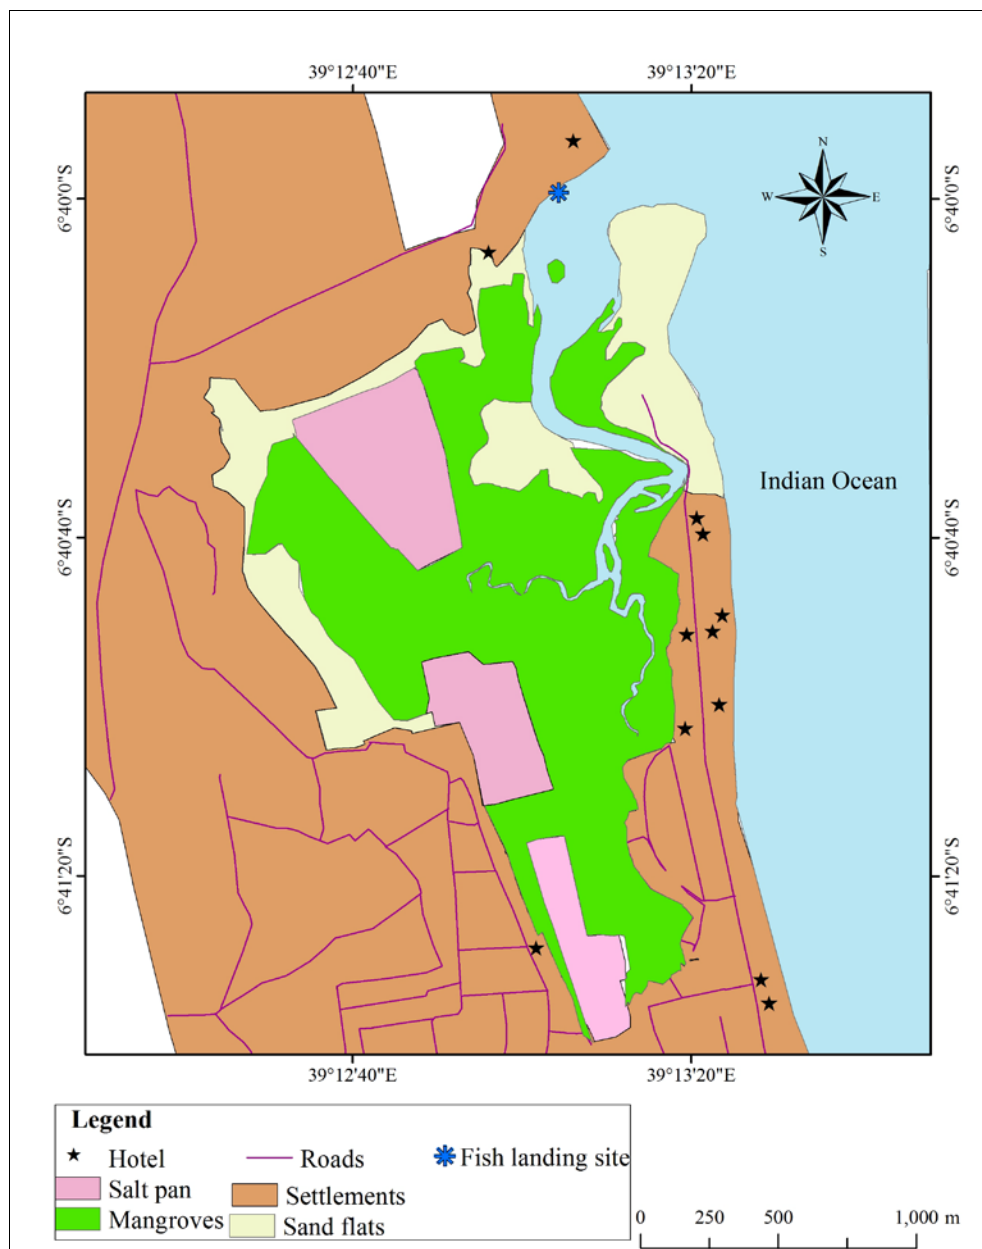 39°12'40"E 39°13'20"E
N
6°40'0"S W E 6°40'0"S
S
Indian Ocean
6°40'40"S 6°40'40"S
6°41'20"S 6°41'20"S
39°12'40"E 39°13'20"E
Legend
Hotel Roads Fish landing site
Salt pan Settlements
Mangroves Sand flats
0 250 500 1,000 m